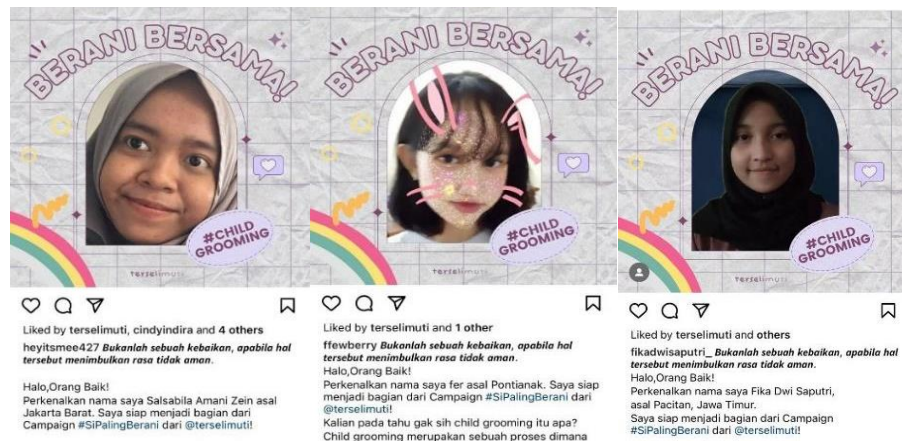 BERANI BERSAMA!
#CHILD
GROOMING
terselimuti
Liked by terselimuti, cindyindira and 4 others
heyitsmee427 Bukanlah sebuah kebaikan, apabila hal
tersebut menimbulkan rasa tidak aman.
Halo,Orang Baik!
Perkenalkan nama saya Salsabila Amani Zein asal
Jakarta Barat. Saya siap menjadi bagian dari
Campaign #SiPalingBerani dari @terselimuti!
BERANI BERSAMA!
#CHILD
GROOMING
terselimuti
Liked by terselimuti and 1 other
ffewberry Bukanlah sebuah kebaikan, apabila hal
tersebut menimbulkan rasa tidak aman.
Halo,Orang Baik!
Perkenalkan nama saya fer asal Pontianak. Saya siap
menjadi bagian dari Campaign #SiPalingBerani dari
@terselimuti!
Kalian pada tahu gak sih child grooming itu apa?
Child grooming merupakan sebuah proses dimana
BERANI BERSAMA!
#CHILD
GROOMING
terselimuti
Liked by terselimuti and others
fikadwisaputri_ Bukanlah sebuah kebaikan, apabila hal
tersebut menimbulkan rasa tidak aman.
Halo,Orang Baik!
Perkenalkan nama saya Fika Dwi Saputri,
asal Pacitan, Jawa Timur.
Saya siap menjadi bagian dari Campaign
#SiPalingBerani dari @terselimuti!